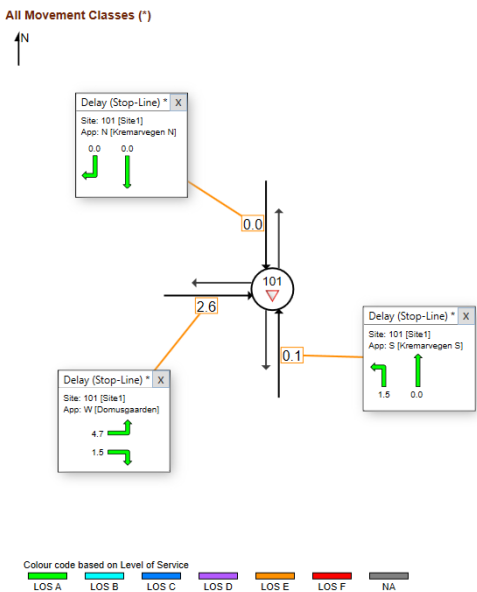 All Movement Classes (*)
N
Delay (Stop-Line) * X
Site: 101 [Site1]
App: N [Kremarvegen N]
0.0 0.0
0.0
101
2.6
0.1
Delay (Stop-Line) * X
Site: 101 [Site1]
App: S [Kremarvegen S]
1.5 0.0
Delay (Stop-Line) * X
Site: 101 [Site1]
App: W [Domusgaarden]
4.7
1.5
Colour code based on Level of Service
LOS A LOS B LOS C LOS D LOS E LOS F NA